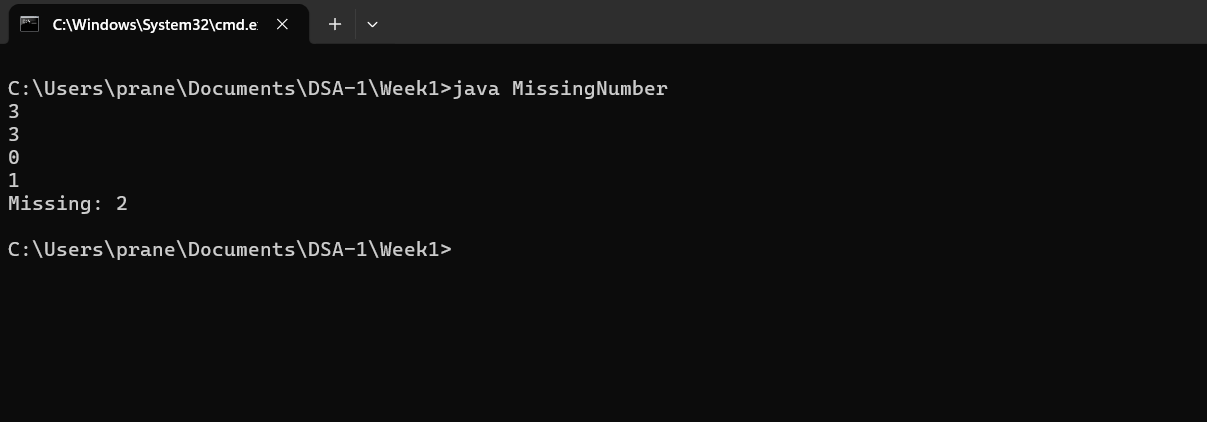 C:\Windows\System32\cmd.e
C:\Users\prane\Documents\DSA-1\Week1>java MissingNumber
3
3
0
1
Missing: 2
C:\Users\prane\Documents\DSA-1\Week1>